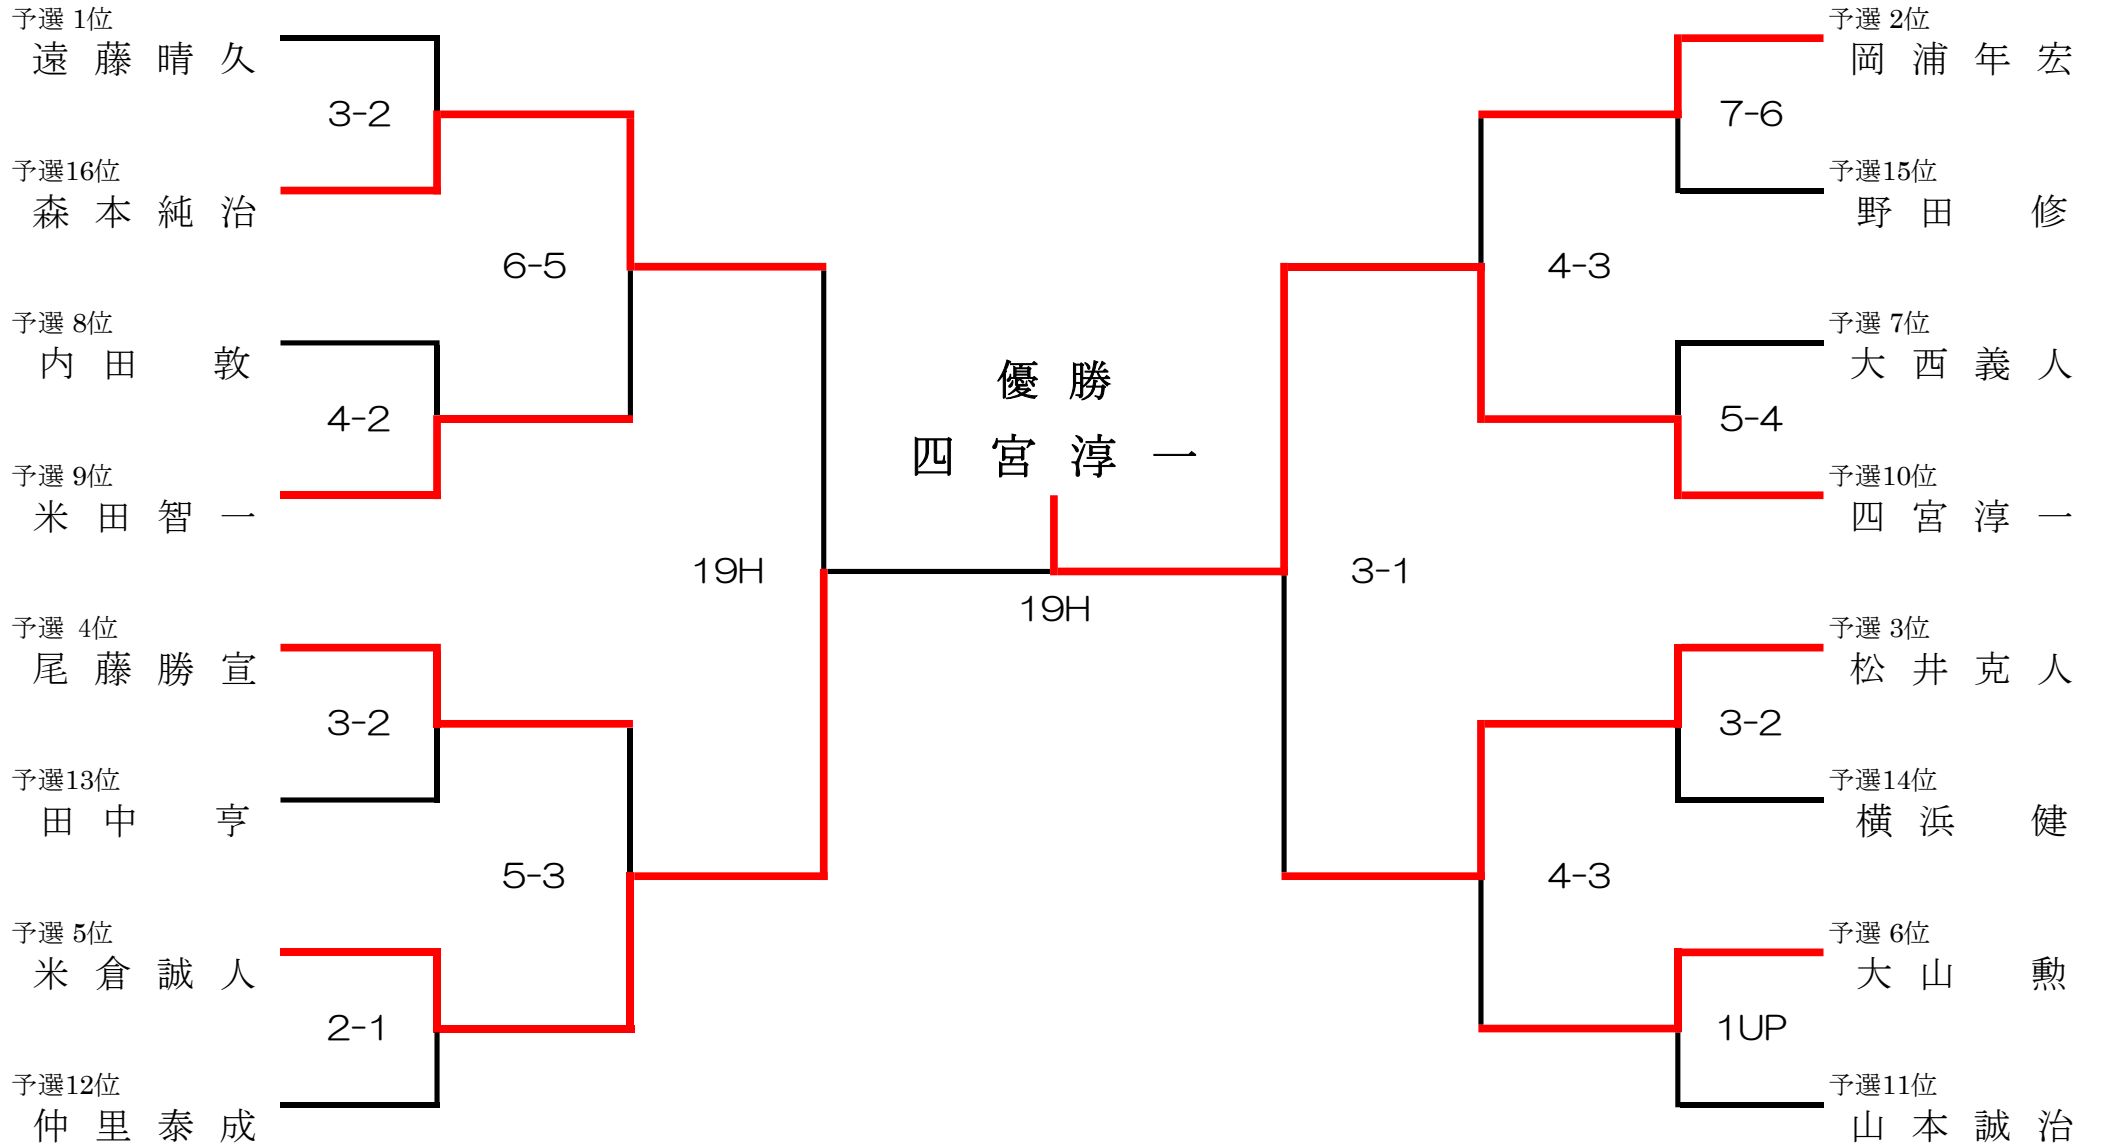 予選 1位
遠藤晴久
3-2
予選16位
森本純治
6-5
予選 8位
内田 敦
4-2
予選 9位
米田智一
19H
予選 4位
尾藤勝宣
3-2
予選13位
田中 亨
5-3
予選 5位
米倉誠人
2-1
予選12位
仲里泰成
優勝
四宮淳一
19H
予選 2位
岡浦年宏
7-6
予選15位
野田 修
4-3
予選 7位
大西義人
5-4
予選10位
四宮淳一
3-1
予選 3位
松井克人
3-2
予選14位
横浜 健
4-3
予選 6位
大山 勲
1UP
予選11位
山本誠治